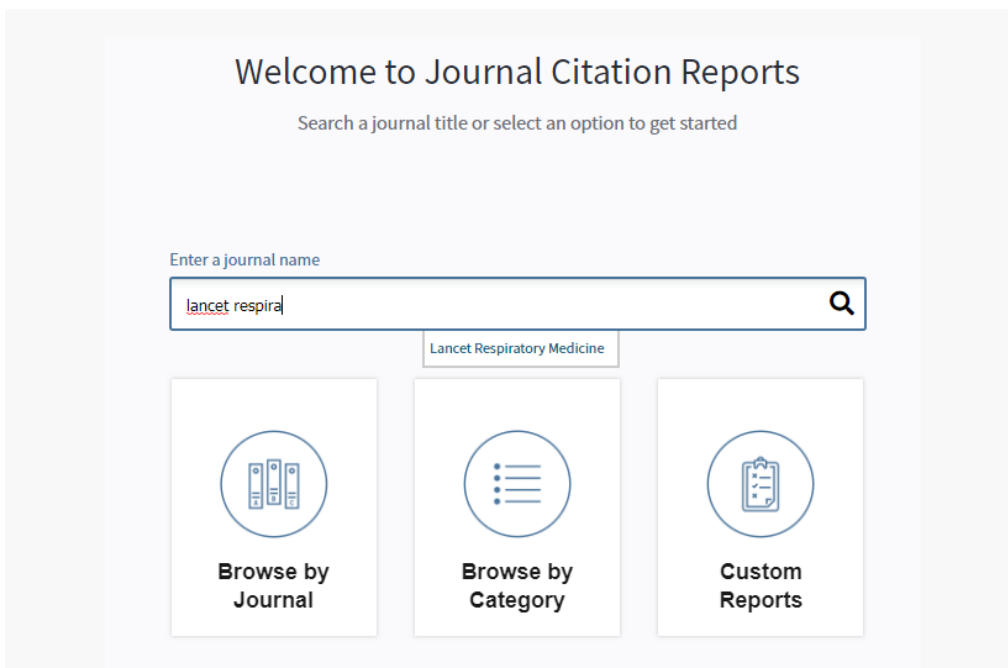 Welcome to Journal Citation Reports
Search a journal title or select an option to get started
Enter a journal name
lancet respira
Lancet Respiratory Medicine
A
B
C
Browse by
Journal
Browse by
Category
Custom
Reports